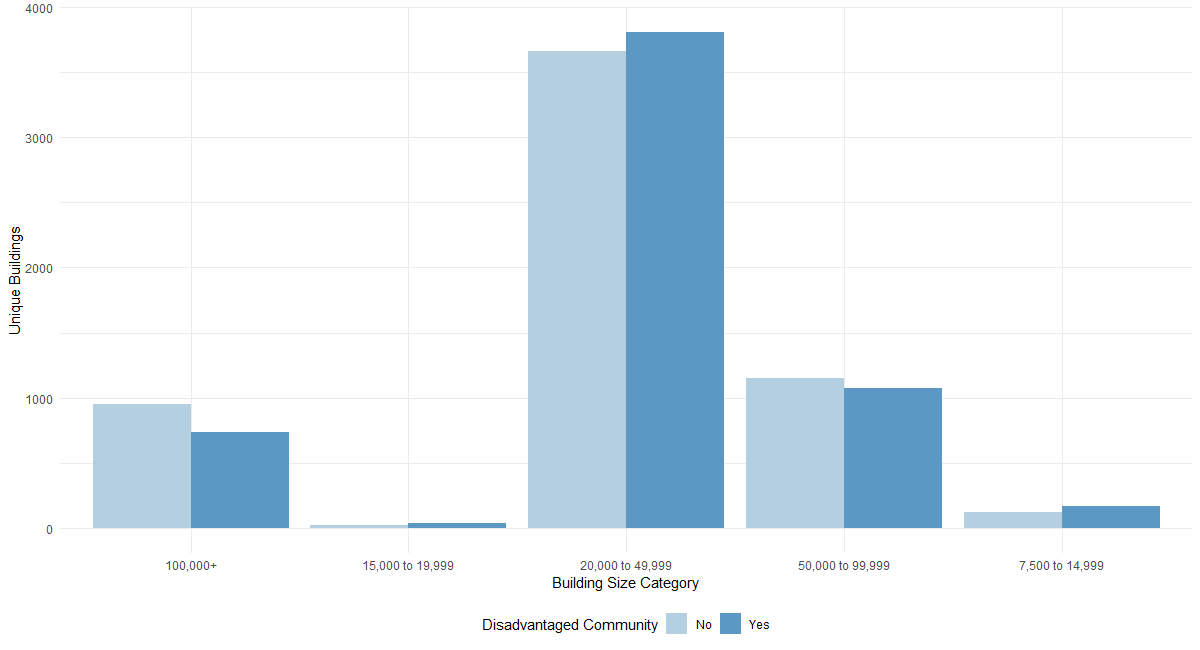 4000
3000
2000
1000
0
Unique Buildings
100,000+ 15,000 to 19,999 20,000 to 49,999 50,000 to 99,999 7,500 to 14,999
Building Size Category
Disadvantaged Community No Yes